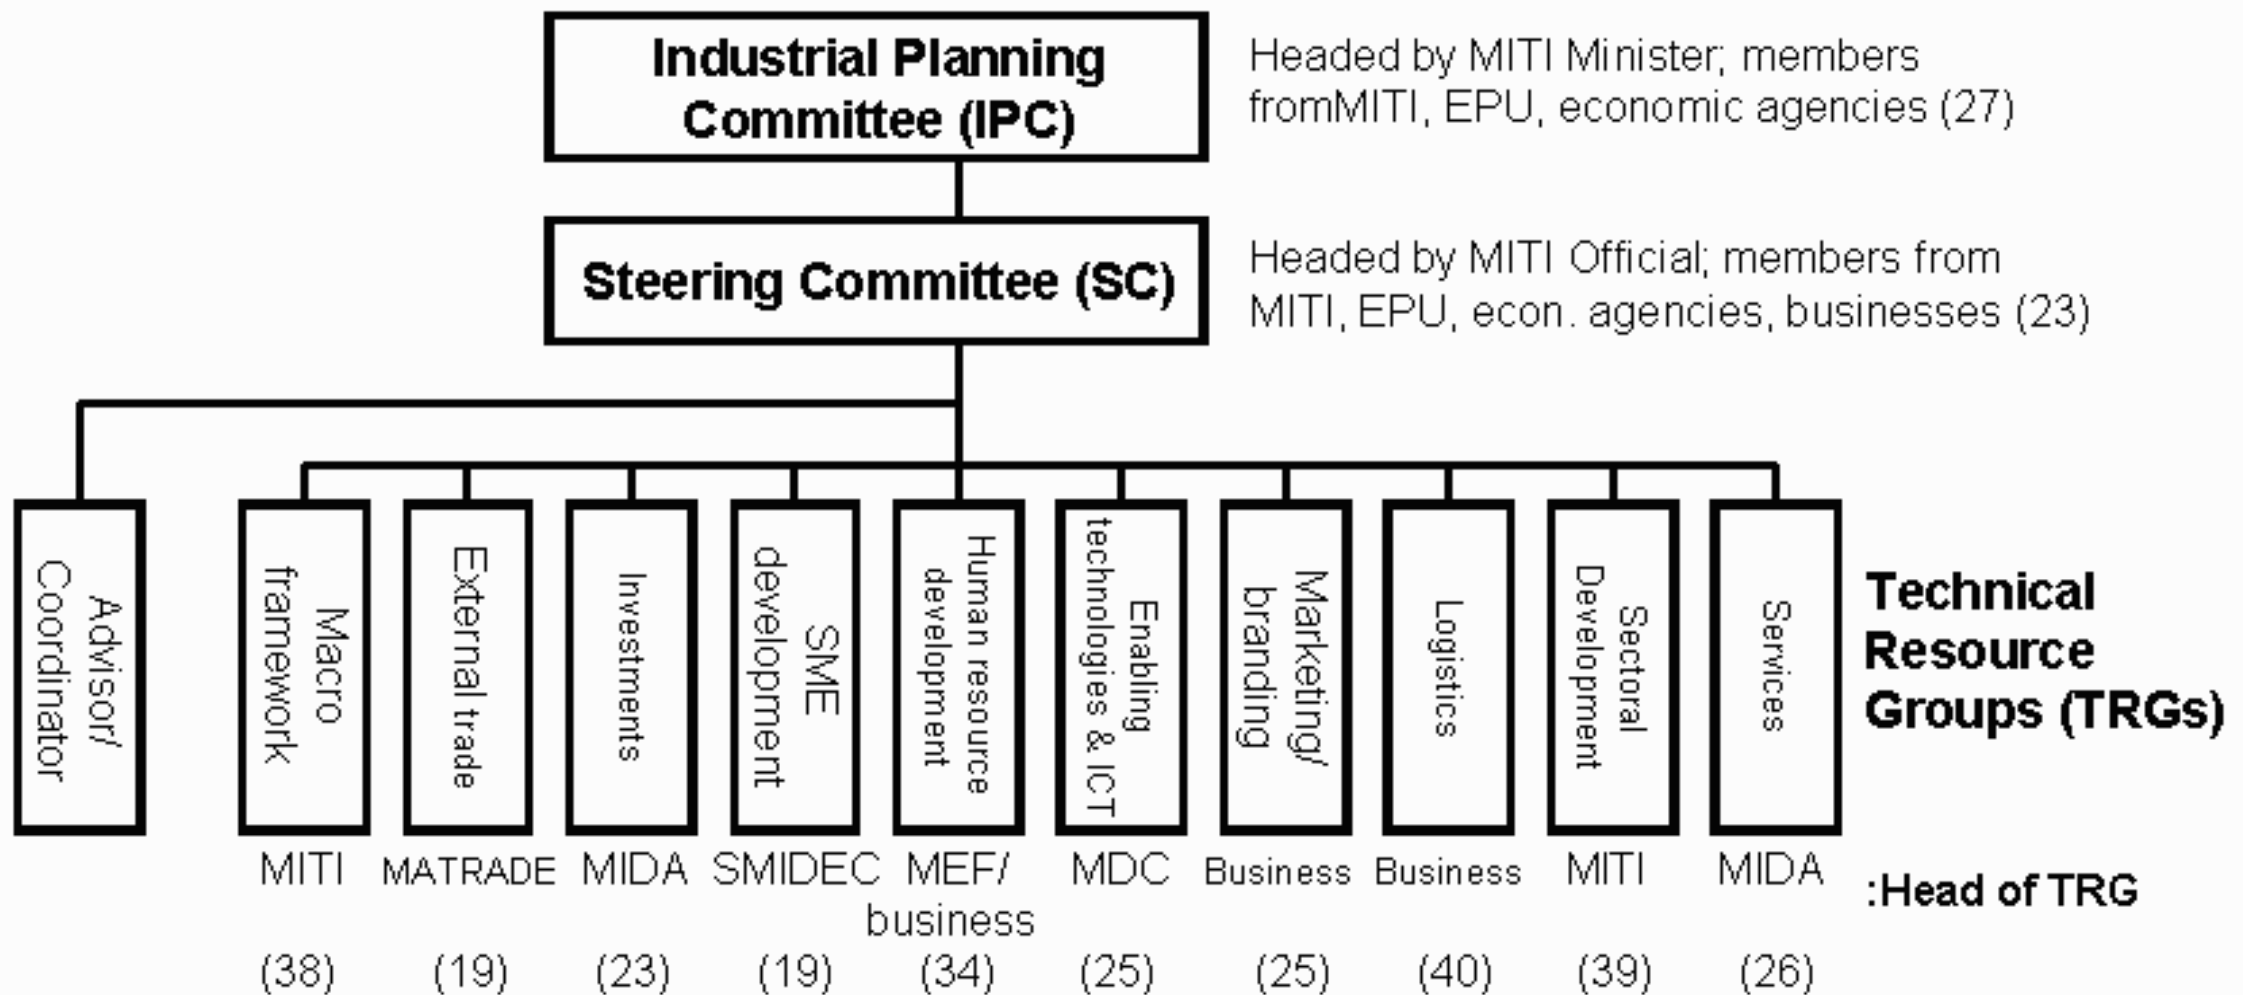 Industrial Planning
Committee (IPC)
Headed by MITI Minister; members
fromMITI, EPU, economic agencies (27)
Steering Committee (SC)
Headed by MITI Official; members from
MITI, EPU, econ. agencies, businesses (23)
Advisor/
Coordinator
Macro
framework
External trade
Investments
SME
development
Human resource
development
Enabling
technologies & ICT
Marketing/
branding
Logistics
Sectoral
Development
Services
Technical
Resource
Groups (TRGs)
MITI MATRADE MIDA SMIDEC MEF/ MDC Business Business MITI MIDA
business
:Head of TRG
(38) (19) (23) (19) (34) (25) (25) (40) (39) (26)